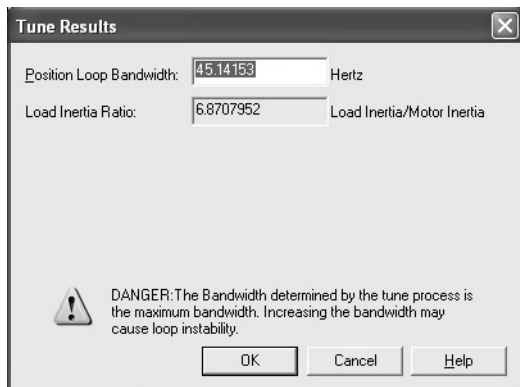 Tune Results
Position Loop Bandwidth: 45.14153 Hertz
Load Inertia Ratio: 6.8707952 Load Inertia/Motor Inertia
DANGER:The Bandwidth determined by the tune process is
the maximum bandwidth. Increasing the bandwidth may
cause loop instability.
OK Cancel Help